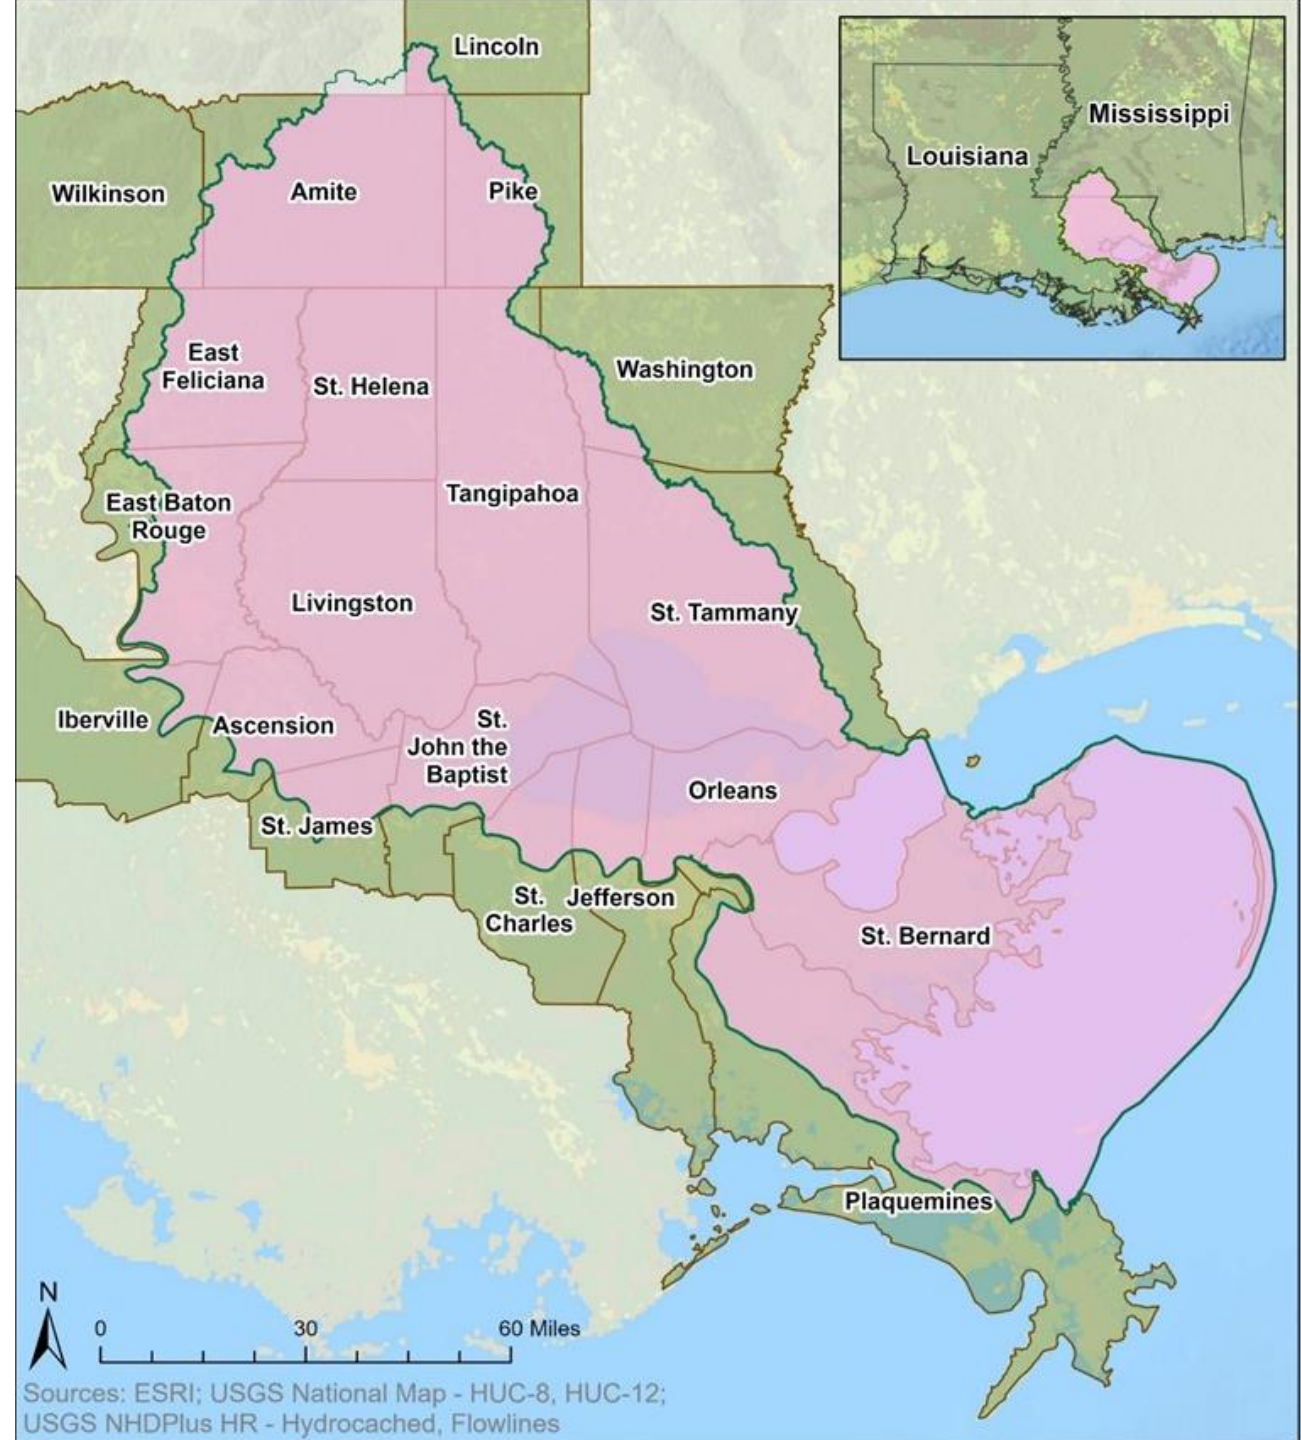 Lincoln
Mississippi
Louisiana
Wilkinson
Amite
Pike
East
Feliciana
St. Helena
Washington
East Baton
Rouge
Tangipahoa
Livingston
St. Tammany
Iberville
Ascension
St.
John the
Baptist
Orleans
St. James
St.
Charles
Jefferson
St. Bernard
Plaquemines
N
0 30 60 Miles
Sources: ESRI; USGS National Map - HUC-8, HUC-12;
USGS NHDPlus HR - Hydrocached, Flowlines